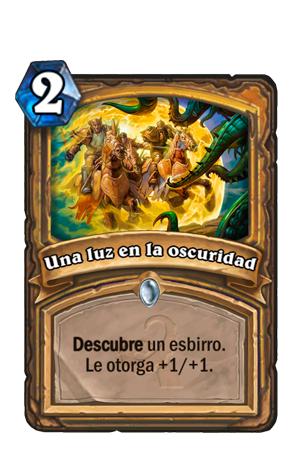 2
Una luz en la oscuridad
Descubre un esbirro.
Le otorga +1/+1.